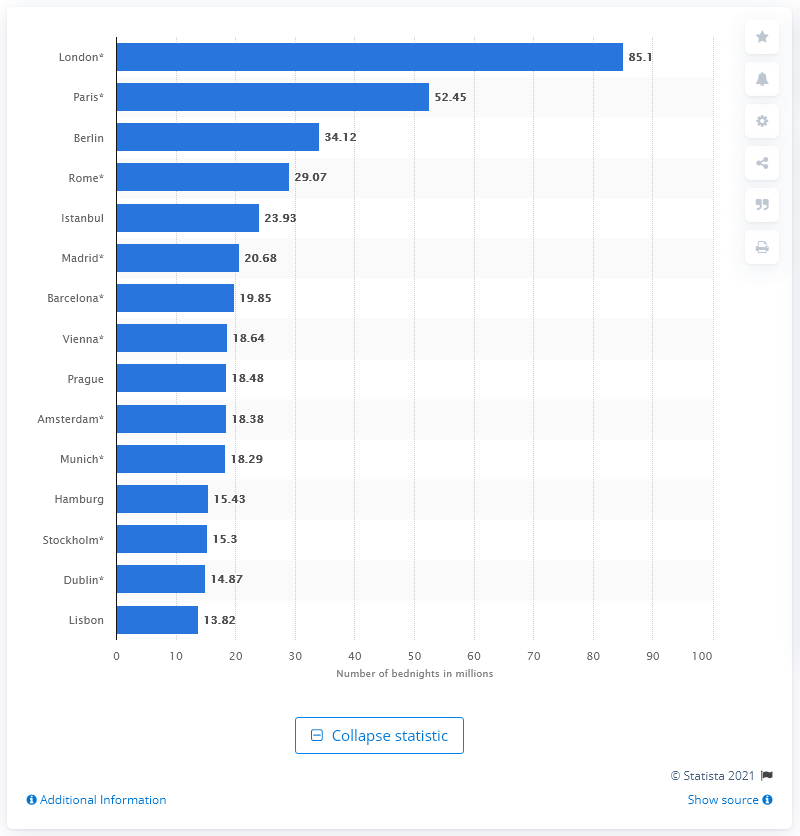 London* 85.1
Paris* 52.45
Berlin 34.12
Rome* 29.07
Istanbul 23.93
Madrid* 20.68
Barcelona* 19.85
Vienna* 18.64
Prague 18.48
Amsterdam* 18.38
Munich* 18.29
Hamburg 15.43
Stockholm* 15.3
Dublin* 14.87
Lisbon 13.82
0 10 20 30 40 50 60 70 80 90 100
Number of bednights in millions
Collapse statistic
© Statista 2021
Additional Information Show source